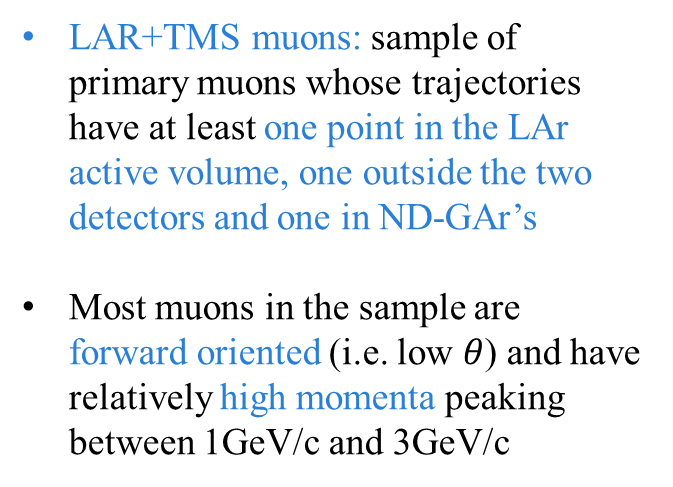 • LAR+TMS muons: sample of
primary muons whose trajectories
have at least one point in the LAr
active volume, one outside the two
detectors and one in ND-GAr’s
• Most muons in the sample are
forward oriented (i.e. low 𝜃) and have
relatively high momenta peaking
between 1GeV/c and 3GeV/c